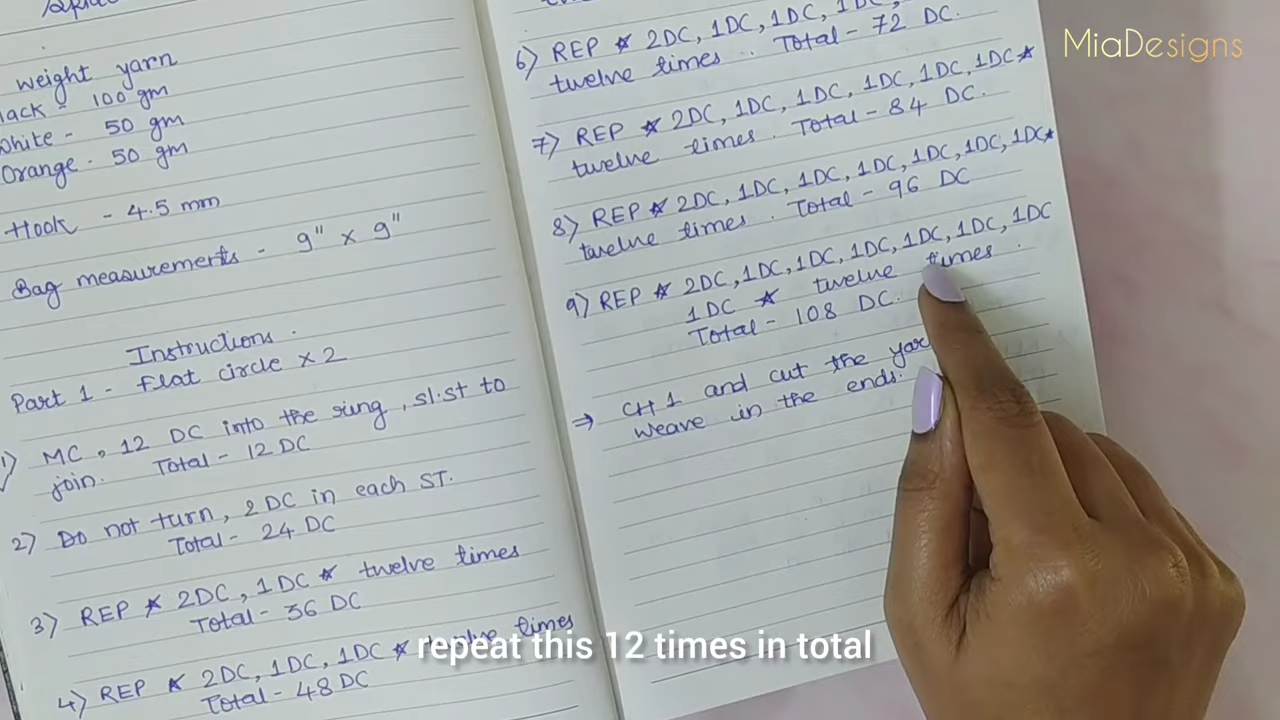 weight yarn
100 gm
White - 50 gm
Orange - 50 gm
Hook - 4.5 mm
Bag measurements - 9" x 9"
Instructions.
Part 1 - Flat circle x 2
1) MC, 12 DC into the ring, sl.st to
join. Total - 12 DC
2) Do not turn, 2 DC in each ST.
Total - 24 DC
3) REP * 2DC, 1DC * twelve times
Total - 36 DC
4) REP * 2DC, 1DC, 1DC * twelve times
Total - 48 DC
6) REP * 2DC, 1DC, 1DC, 1DC,
twelve times. Total - 72 DC.
7) REP * 2DC, 1DC, 1DC, 1DC, 1DC, 1DC *
twelve times. Total - 84 DC.
8) REP * 2DC, 1DC, 1DC, 1DC, 1DC, 1DC, 1DC *
twelve times. Total - 96 DC
9) REP * 2DC, 1DC, 1DC, 1DC, 1DC, 1DC, 1DC
1DC * twelve times.
Total - 108 DC.
⇒ CH 1 and cut the
weave in the ends.
MiaDesigns
repeat this 12 times in total